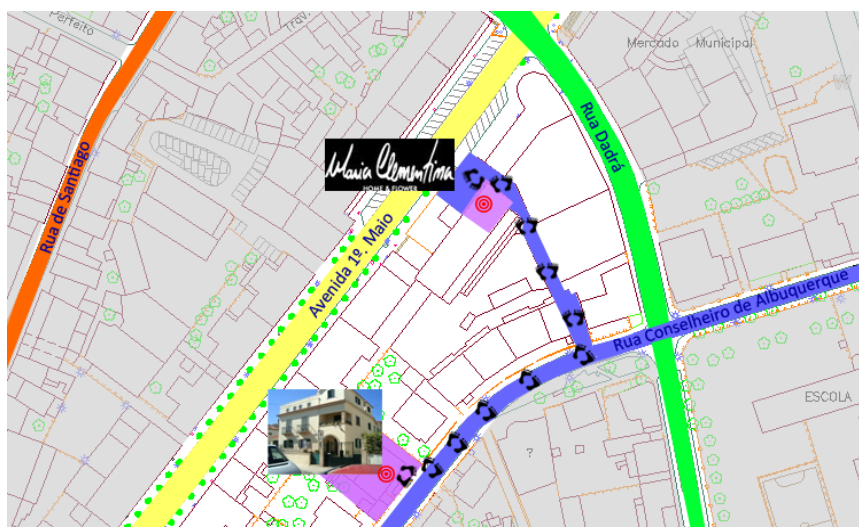 Perfeito
Trav.
Mercado Municipal
W
Rua Dadrá
Maria Clementina
HOME & FLOWER
Rua de Santiago
Avenida 1º. Maio
Rua Conselheiro de Albuquerque
ESCOLA
?